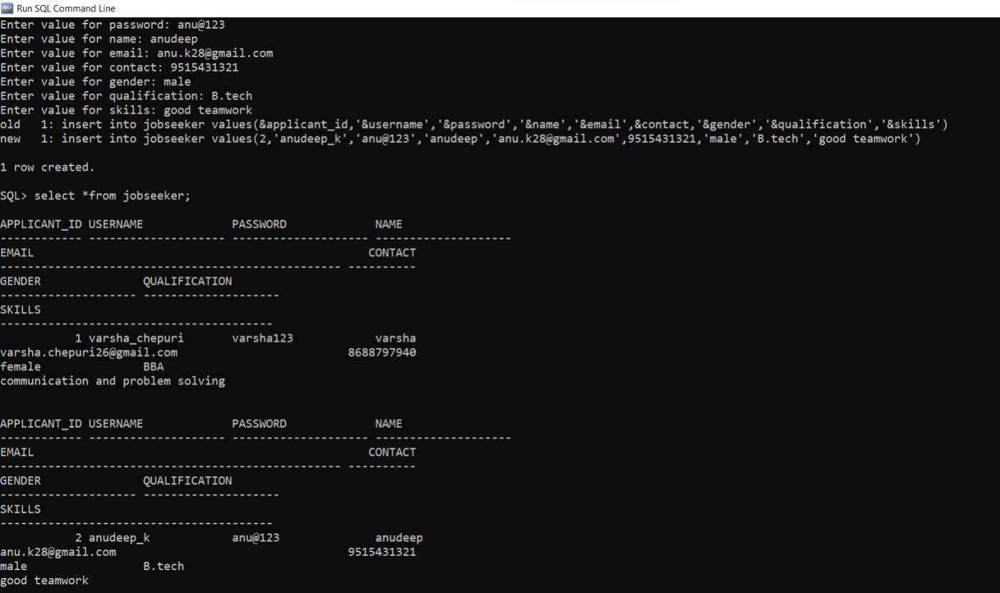 Run SQL Command Line
Enter value for password: anu@123
Enter value for name: anudeep
Enter value for email: anu.k28@gmail.com
Enter value for contact: 9515431321
Enter value for gender: male
Enter value for qualification: B.tech
Enter value for skills: good teamwork
old   1: insert into jobseeker values(&applicant_id,'&username','&password','&name','&email',&contact,'&gender','&qualification','&skills')
new   1: insert into jobseeker values(2,'anudeep_k','anu@123','anudeep','anu.k28@gmail.com',9515431321,'male','B.tech','good teamwork')
1 row created.
SQL> select *from jobseeker;
APPLICANT_ID USERNAME             PASSWORD             NAME
------------ -------------------- -------------------- --------------------
EMAIL                                                 CONTACT
-------------------------------------------------- ----------
GENDER               QUALIFICATION
-------------------- --------------------
SKILLS
----------------------------------------
           1 varsha_chepuri       varsha123            varsha
varsha.chepuri26@gmail.com                         8688797940
female               BBA
communication and problem solving
APPLICANT_ID USERNAME             PASSWORD             NAME
------------ -------------------- -------------------- --------------------
EMAIL                                                 CONTACT
-------------------------------------------------- ----------
GENDER               QUALIFICATION
-------------------- --------------------
SKILLS
----------------------------------------
           2 anudeep_k            anu@123              anudeep
anu.k28@gmail.com                                  9515431321
male                 B.tech
good teamwork